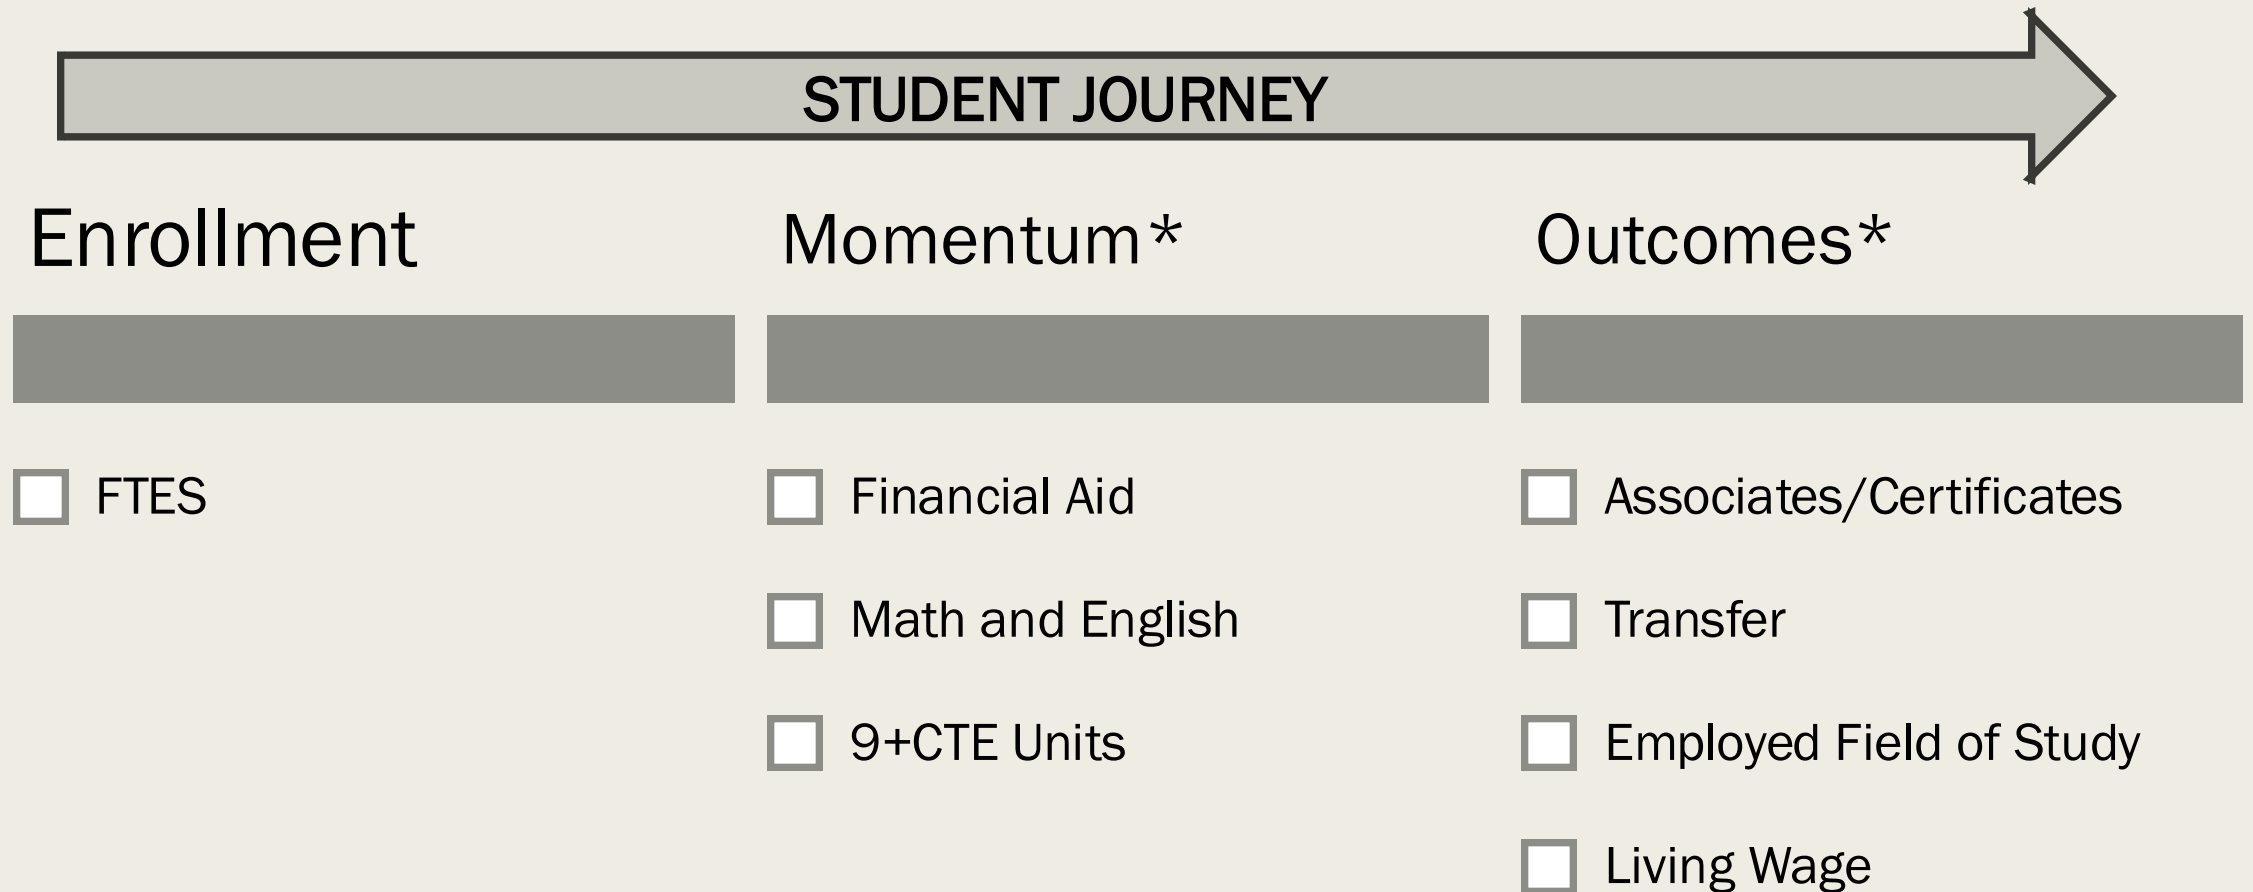 STUDENT JOURNEY
Enrollment
FTES
Momentum*
Financial Aid
Math and English
9+CTE Units
Outcomes*
Associates/Certificates
Transfer
Employed Field of Study
Living Wage